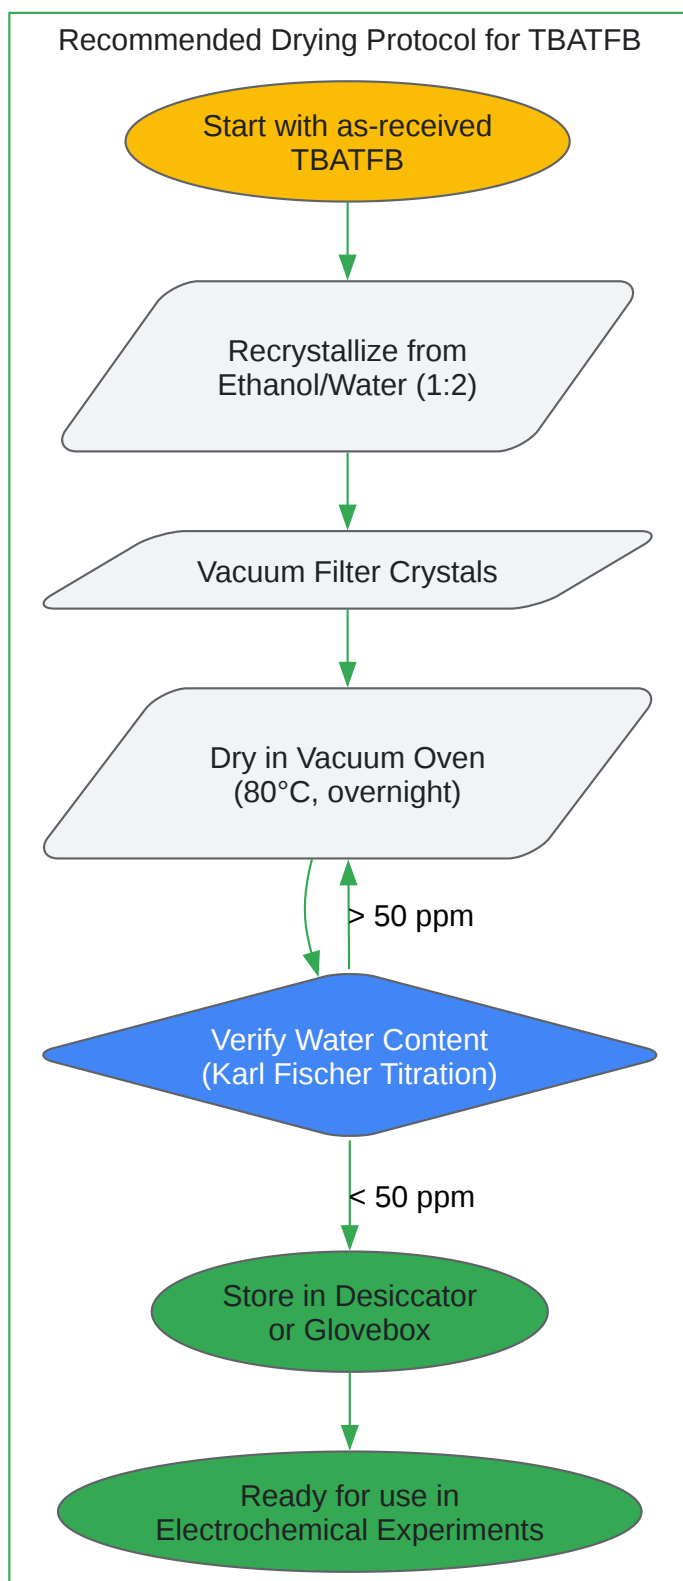 Recommended Drying Protocol for TBATFB
Start with as-received
TBATFB
Recrystallize from
Ethanol/Water (1:2)
Vacuum Filter Crystals
Dry in Vacuum Oven
(80°C, overnight)
> 50 ppm
Verify Water Content
(Karl Fischer Titration)
< 50 ppm
Store in Desiccator
or Glovebox
Ready for use in
Electrochemical Experiments